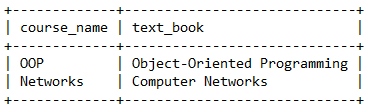 +-------------+-----------------------------+
| course_name | text_book                   |
+-------------+-----------------------------+
| OOP         | Object-Oriented Programming |
| Networks    | Computer Networks           |
+-------------+-----------------------------+